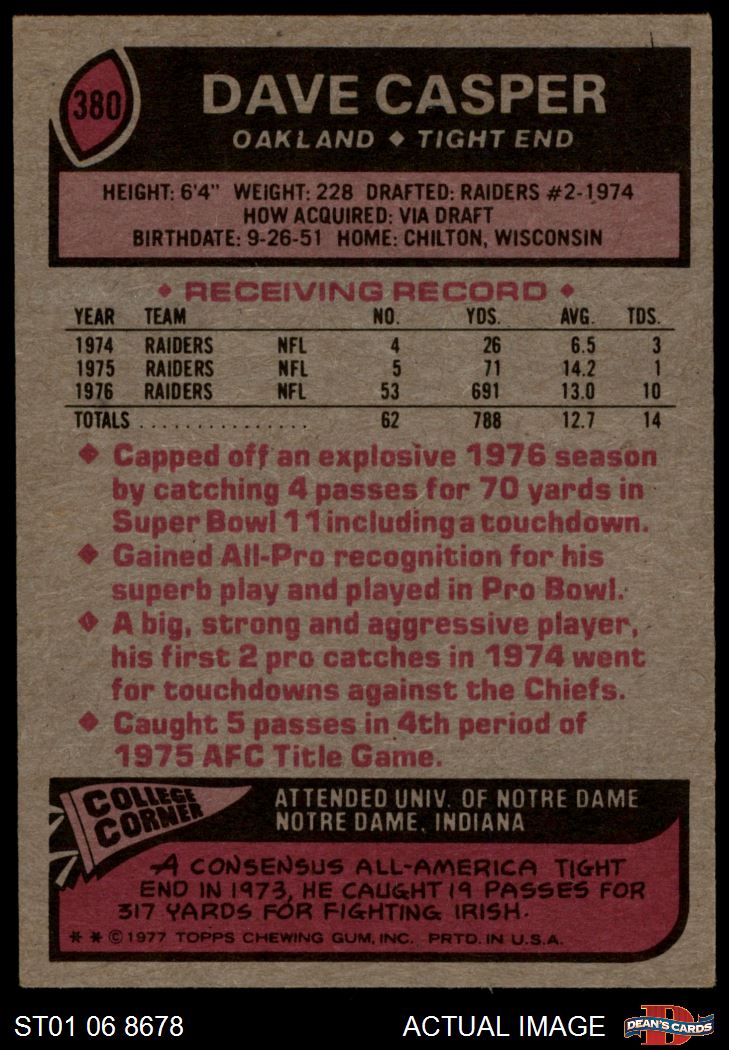 380
DAVE CASPER
OAKLAND ◆ TIGHT END
HEIGHT: 6'4" WEIGHT: 228 DRAFTED: RAIDERS #2-1974
HOW ACQUIRED: VIA DRAFT
BIRTHDATE: 9-26-51 HOME: CHILTON, WISCONSIN
◆ RECEIVING RECORD ◆
YEAR TEAM NO. YDS. AVG. TDS.
1974 RAIDERS NFL 4 26 6.5 3
1975 RAIDERS NFL 5 71 14.2 1
1976 RAIDERS NFL 53 691 13.0 10
TOTALS . . . . . . . . . . . . . . . 62 788 12.7 14
◆ Capped off an explosive 1976 season
by catching 4 passes for 70 yards in
Super Bowl 11 including a touchdown.
◆ Gained All-Pro recognition for his
superb play and played in Pro Bowl.
◆ A big, strong and aggressive player,
his first 2 pro catches in 1974 went
for touchdowns against the Chiefs.
◆ Caught 5 passes in 4th period of
1975 AFC Title Game.
COLLEGE
CORNER
ATTENDED UNIV. OF NOTRE DAME
NOTRE DAME, INDIANA
A CONSENSUS ALL-AMERICA TIGHT
END IN 1973, HE CAUGHT 19 PASSES FOR
317 YARDS FOR FIGHTING IRISH.
* * © 1977 TOPPS CHEWING GUM, INC. PRTD. IN U.S.A.
ST01 06 8678
ACTUAL IMAGE
D
DEAN'S CARDS